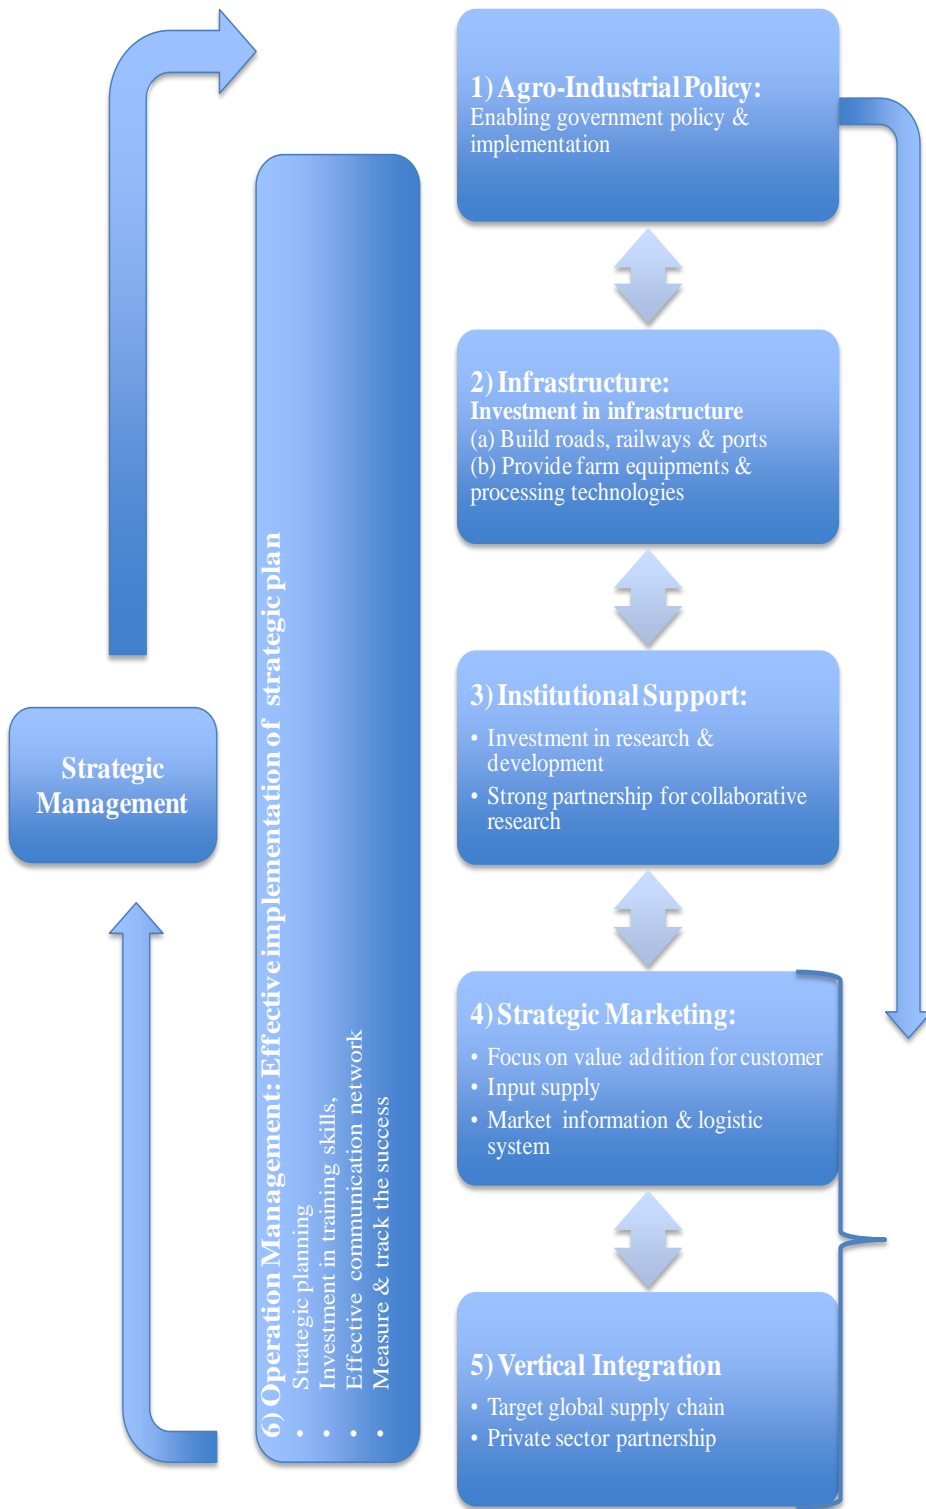 1) Agro-Industrial Policy:
Enabling government policy &
implementation
2) Infrastructure:
Investment in infrastructure
(a) Build roads, railways & ports
(b) Provide farm equipments &
processing technologies
3) Institutional Support:
• Investment in research &
development
• Strong partnership for collaborative
research
4) Strategic Marketing:
• Focus on value addition for customer
• Input supply
• Market information & logistic
system
5) Vertical Integration
• Target global supply chain
• Private sector partnership
6) Operation Management: Effective implementation of strategic plan
• Strategic planning
• Investment in training skills,
• Effective communication network
• Measure & track the success
Strategic
Management